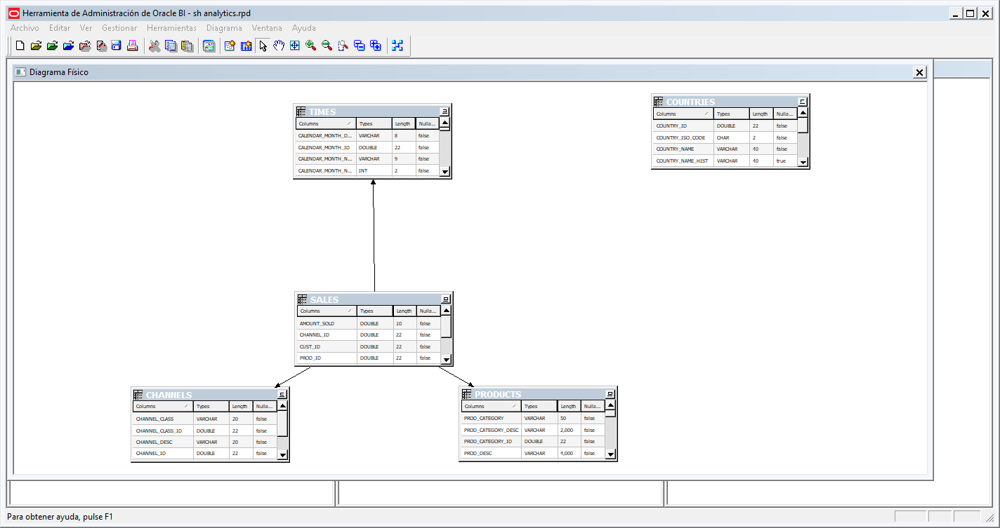 Herramienta de Administración de Oracle BI - sh analytics.rpd
Archivo Editar Ver Gestionar Herramientas Diagrama Ventana Ayuda
Diagrama Físico
TIMES
Columns Types Length Nulla...
CALENDAR_MONTH_D... VARCHAR 8 false
CALENDAR_MONTH_ID DOUBLE 22 false
CALENDAR_MONTH_N... VARCHAR 9 false
CALENDAR_MONTH_N... INT 2 false
COUNTRIES
Columns Types Length Nulla...
COUNTRY_ID DOUBLE 22 false
COUNTRY_ISO_CODE CHAR 2 false
COUNTRY_NAME VARCHAR 40 false
COUNTRY_NAME_HIST VARCHAR 40 true
SALES
Columns Types Length Nulla...
AMOUNT_SOLD DOUBLE 10 false
CHANNEL_ID DOUBLE 22 false
CUST_ID DOUBLE 22 false
PROD_ID DOUBLE 22 false
CHANNELS
Columns Types Length Nulla...
CHANNEL_CLASS VARCHAR 20 false
CHANNEL_CLASS_ID DOUBLE 22 false
CHANNEL_DESC VARCHAR 20 false
CHANNEL_ID DOUBLE 22 false
PRODUCTS
Columns Types Length Nulla...
PROD_CATEGORY VARCHAR 50 false
PROD_CATEGORY_DESC VARCHAR 2,000 false
PROD_CATEGORY_ID DOUBLE 22 false
PROD_DESC VARCHAR 4,000 false
Para obtener ayuda, pulse F1